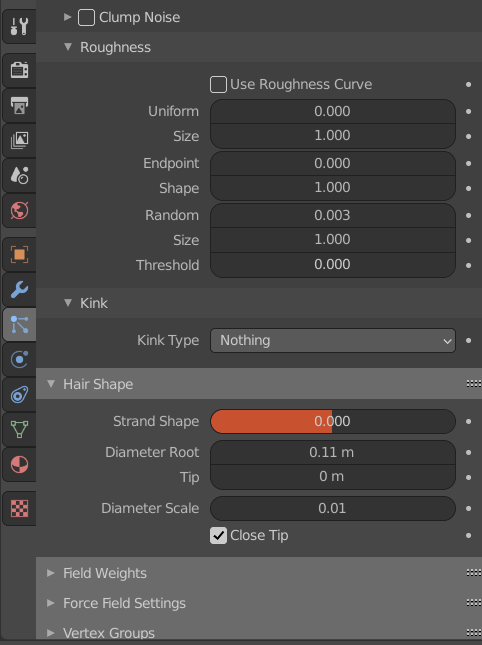 Clump Noise
Roughness
Use Roughness Curve
Uniform 0.000
Size 1.000
Endpoint 0.000
Shape 1.000
Random 0.003
Size 1.000
Threshold 0.000
Kink
Kink Type Nothing
Hair Shape
Strand Shape 0.000
Diameter Root 0.11 m
Tip 0 m
Diameter Scale 0.01
Close Tip
Field Weights
Force Field Settings
Vertex Groups